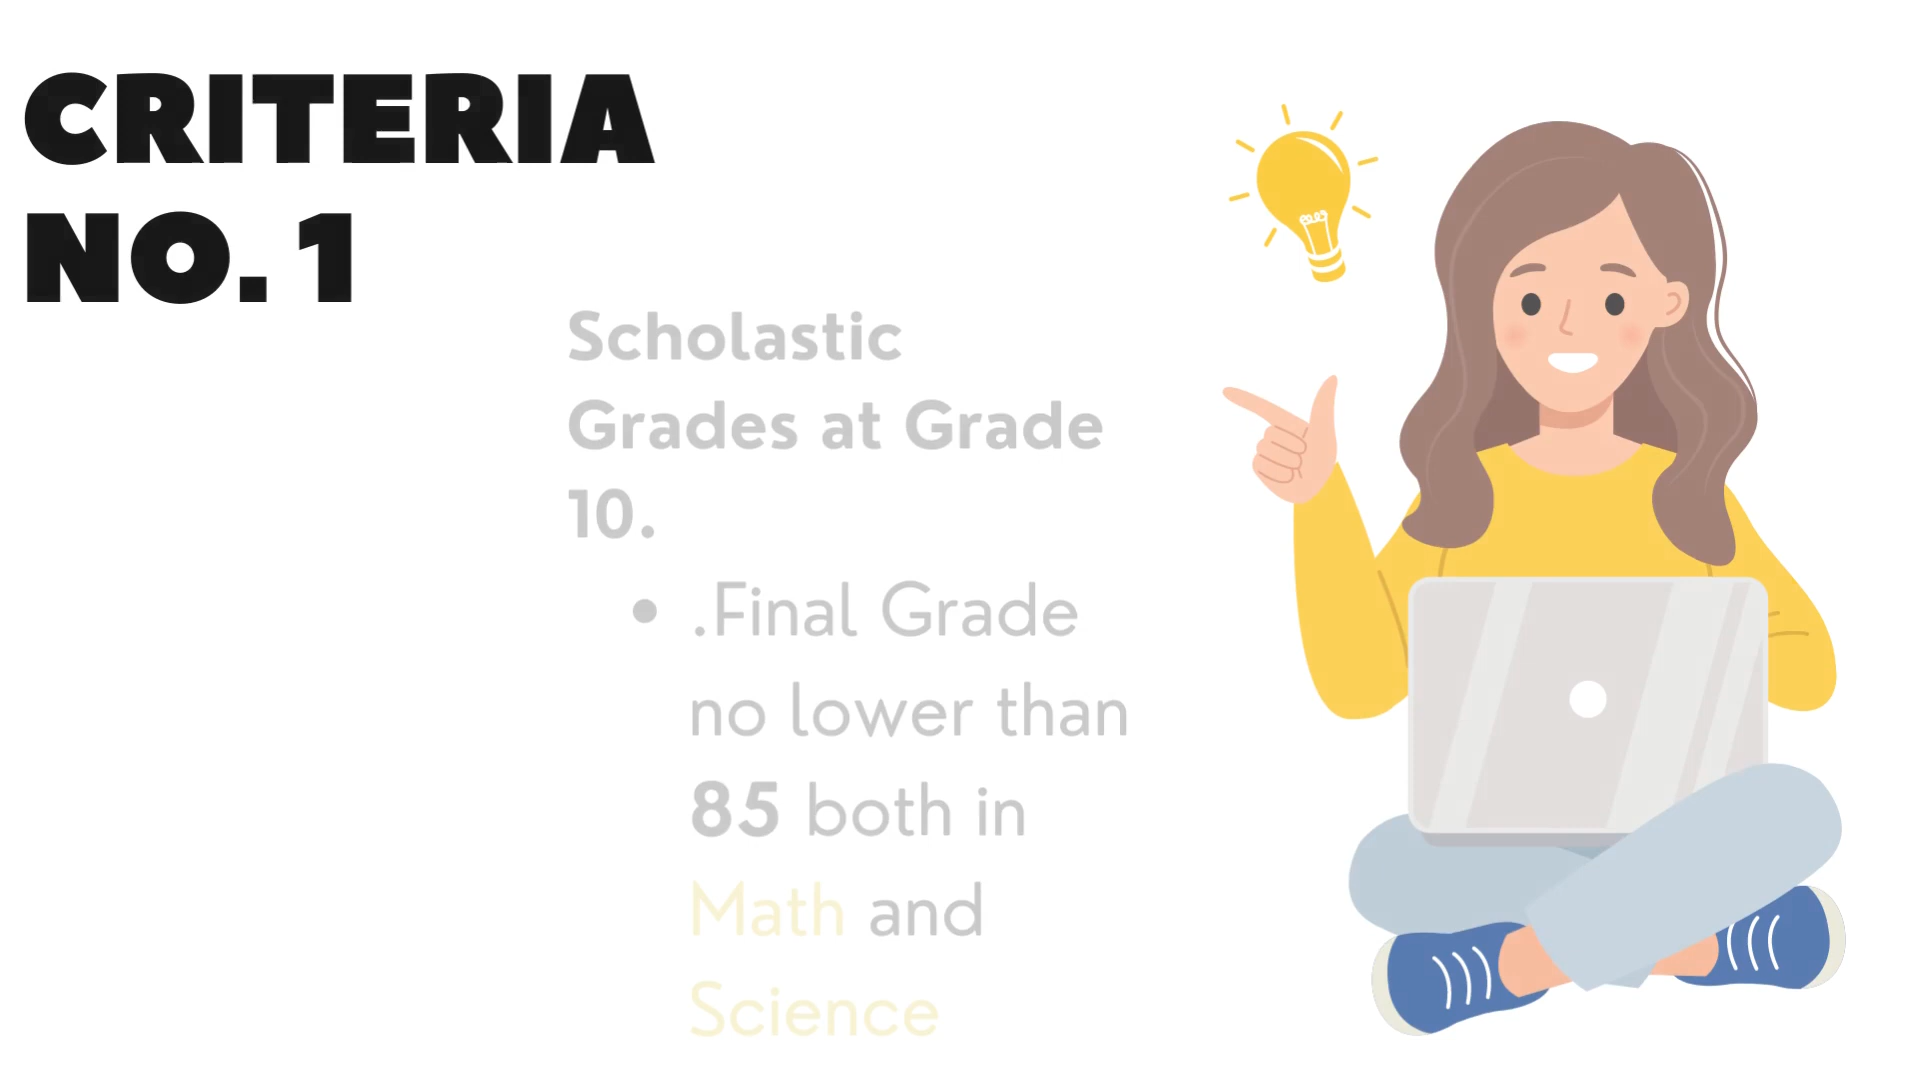 CRITERIA
NO. 1
Scholastic
Grades at Grade
10.
• .Final Grade
no lower than
85 both in
Math and
Science